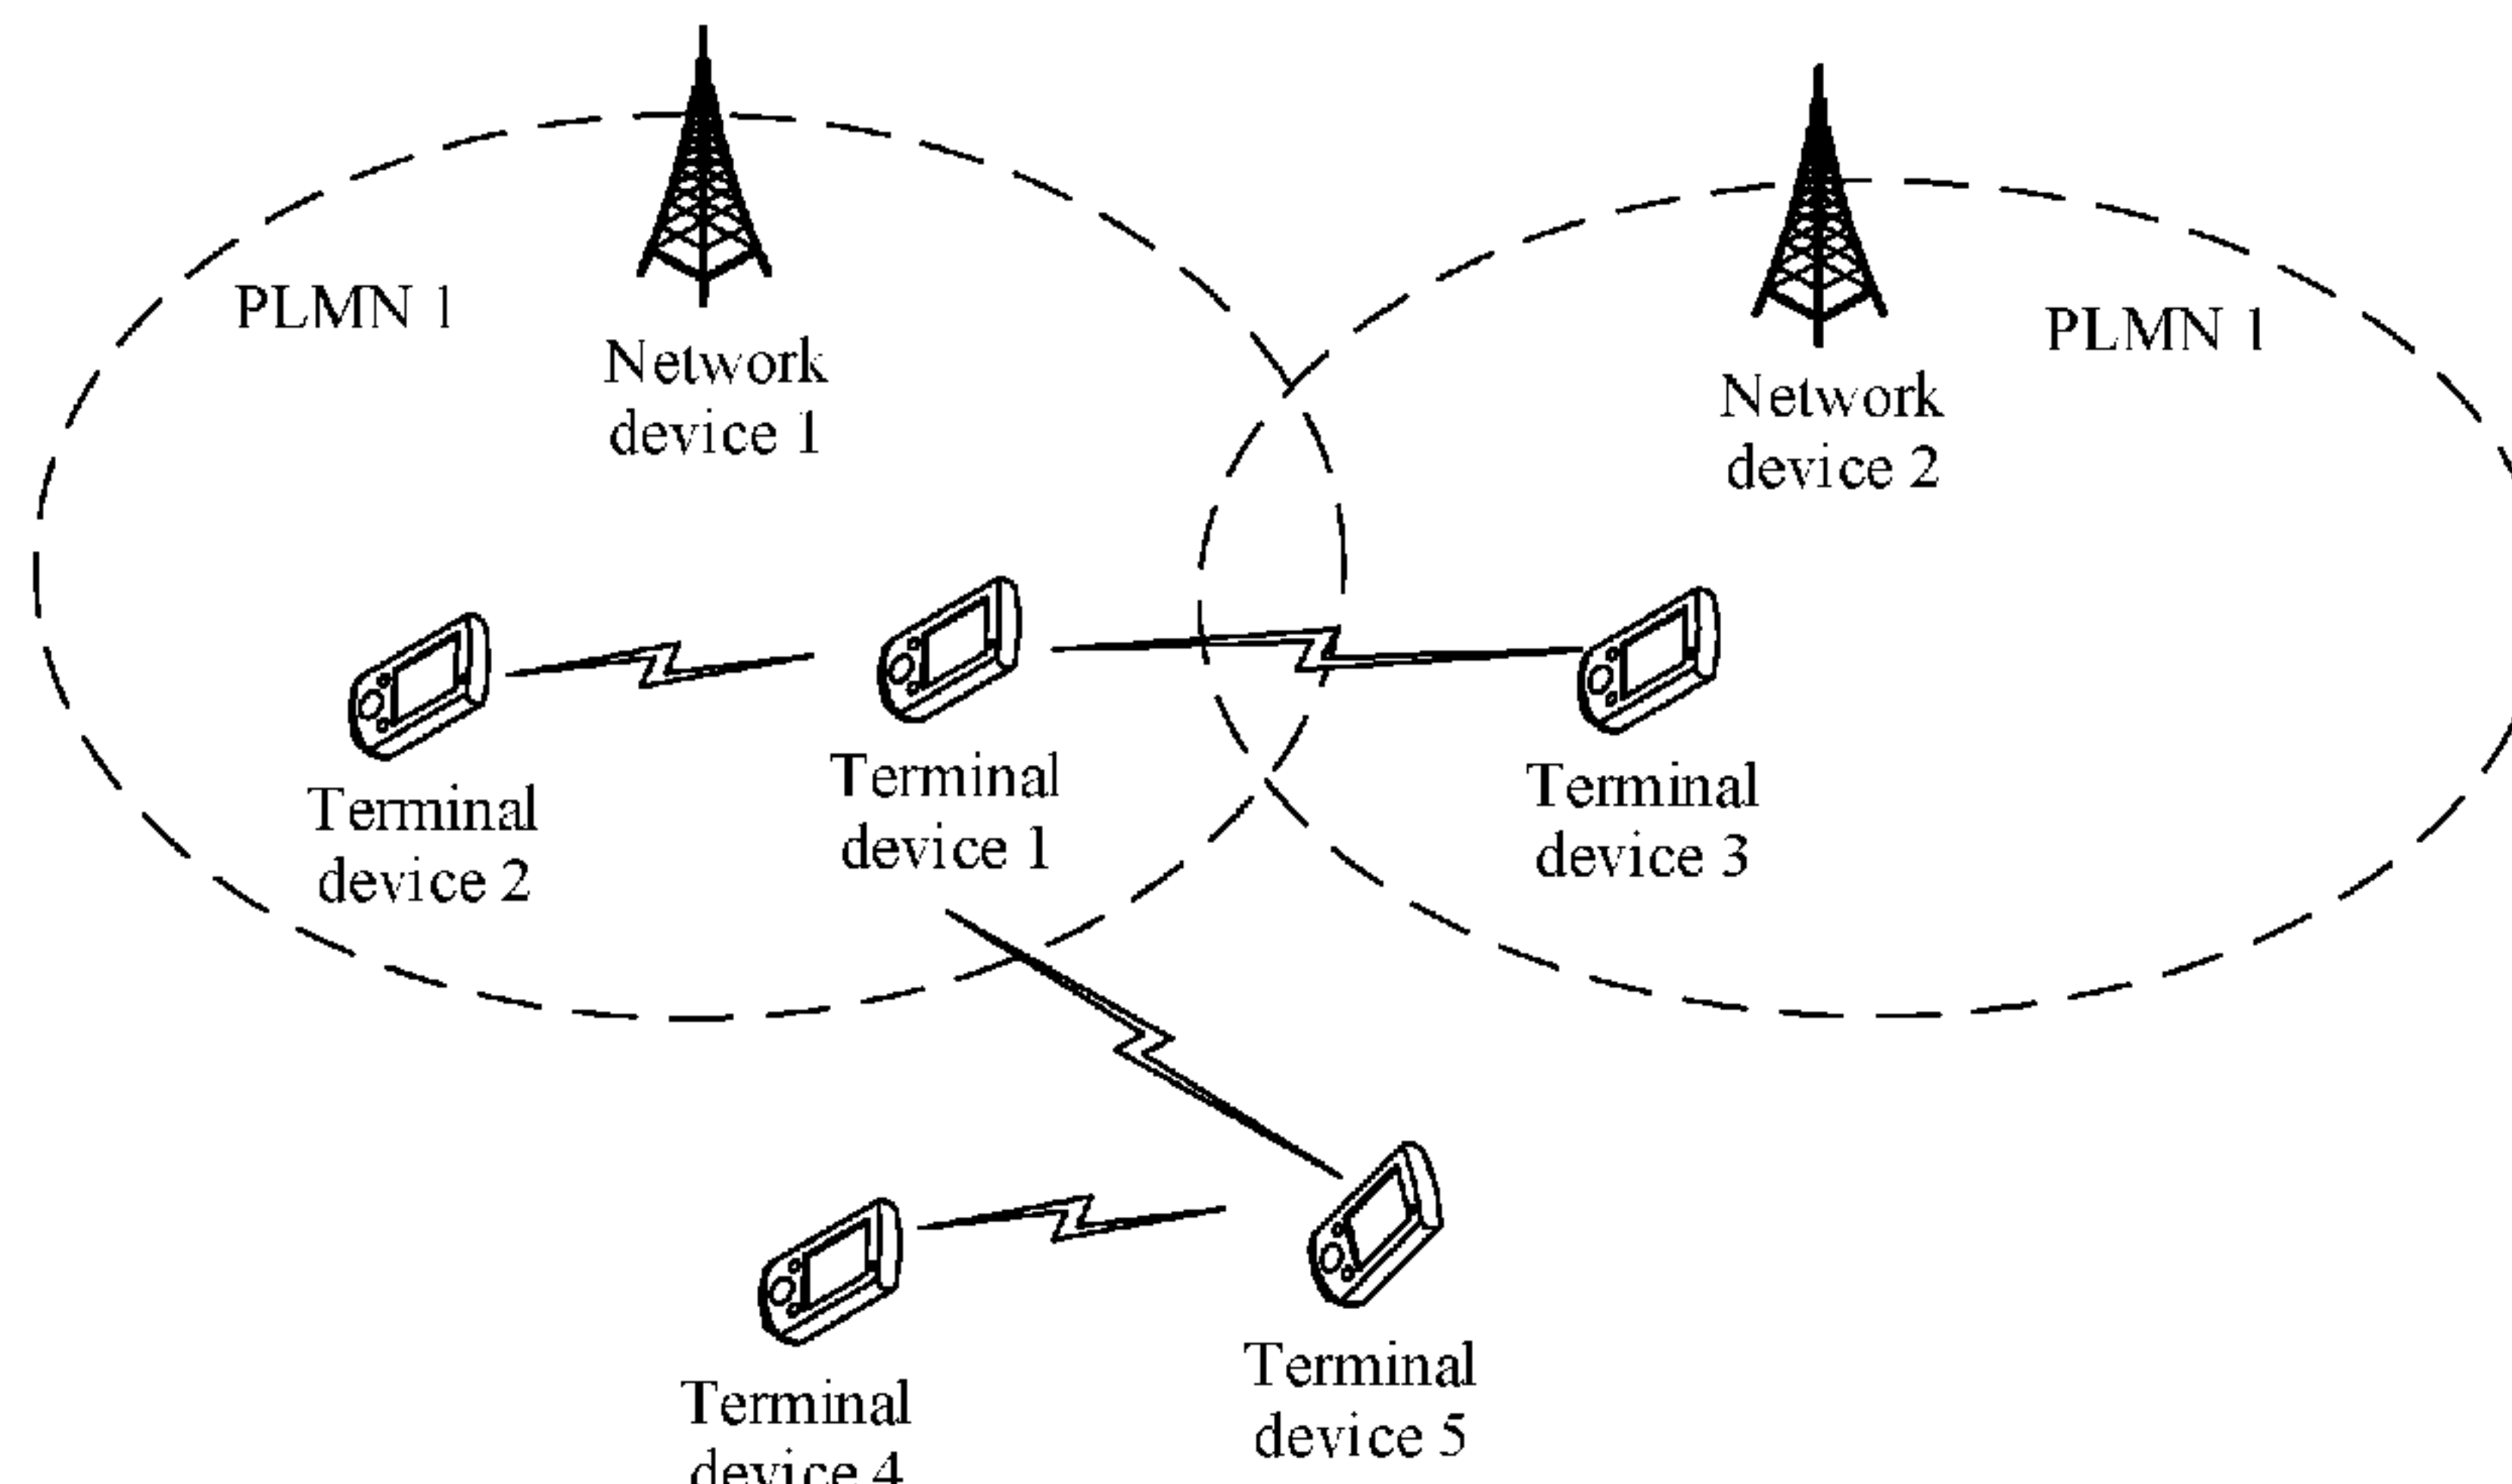 PLMN 1
Network
device 1
PLMN 1
Network
device 2
Terminal
device 2
Terminal
device 1
Terminal
device 3
Terminal
device 4
Terminal
device 5